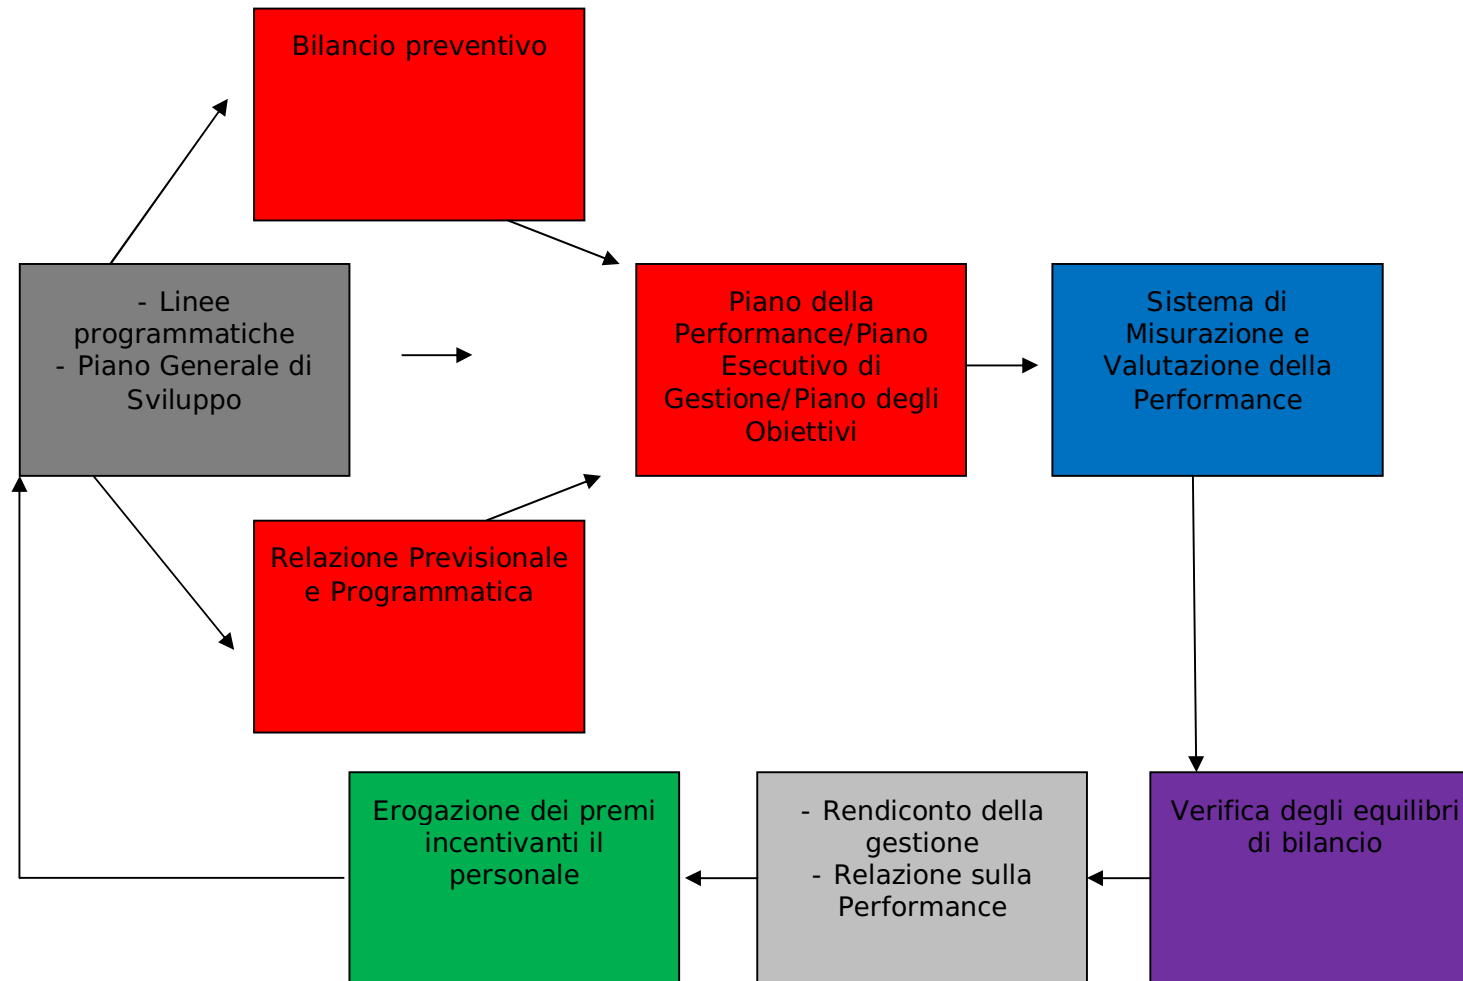 Bilancio preventivo
- Linee
programmatiche
- Piano Generale di
Sviluppo
Piano della
Performance/Piano
Esecutivo di
Gestione/Piano degli
Obiettivi
Sistema di
Misurazione e
Valutazione della
Performance
Relazione Previsionale
e Programmatica
Erogazione dei premi
incentivanti il
personale
- Rendiconto della
gestione
- Relazione sulla
Performance
Verifica degli equilibri
di bilancio